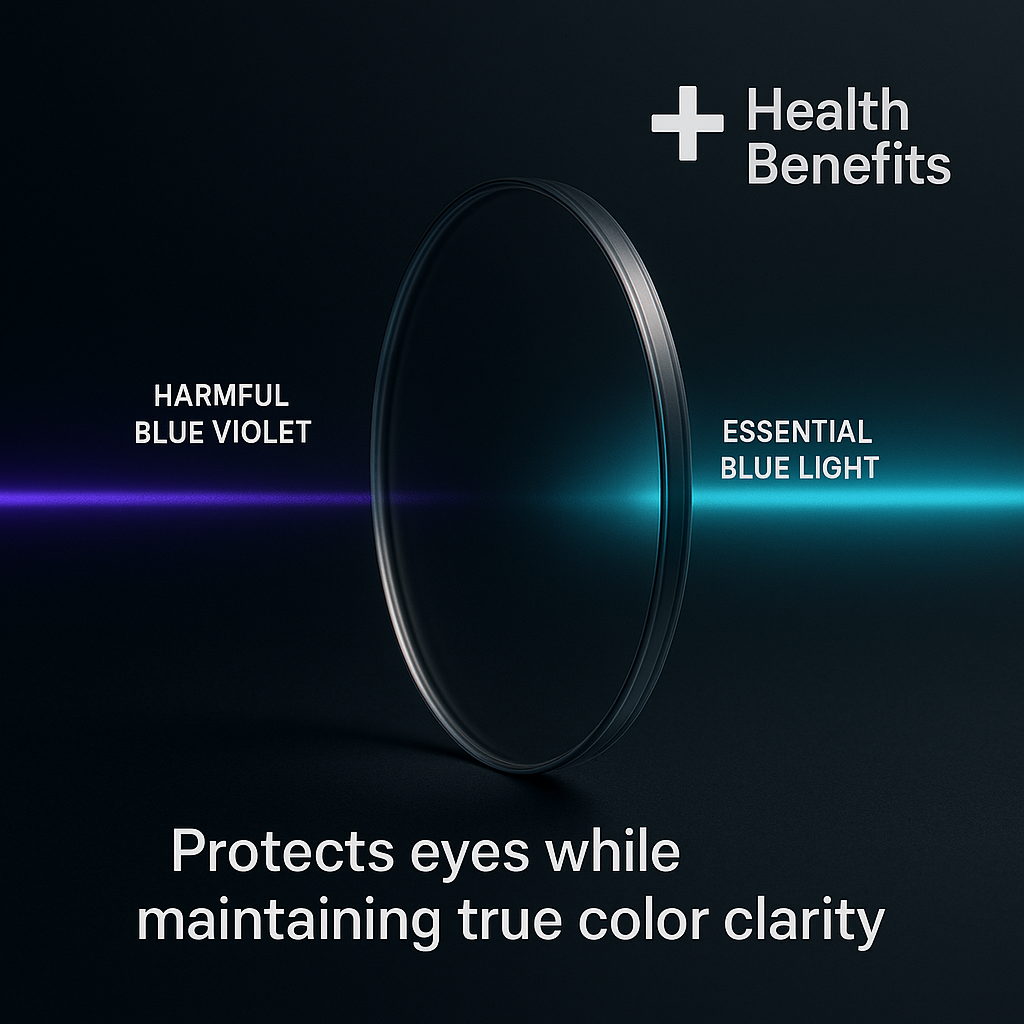 Health
Benefits
HARMFUL
BLUE VIOLET
ESSENTIAL
BLUE LIGHT
Protects eyes while
maintaining true color clarity